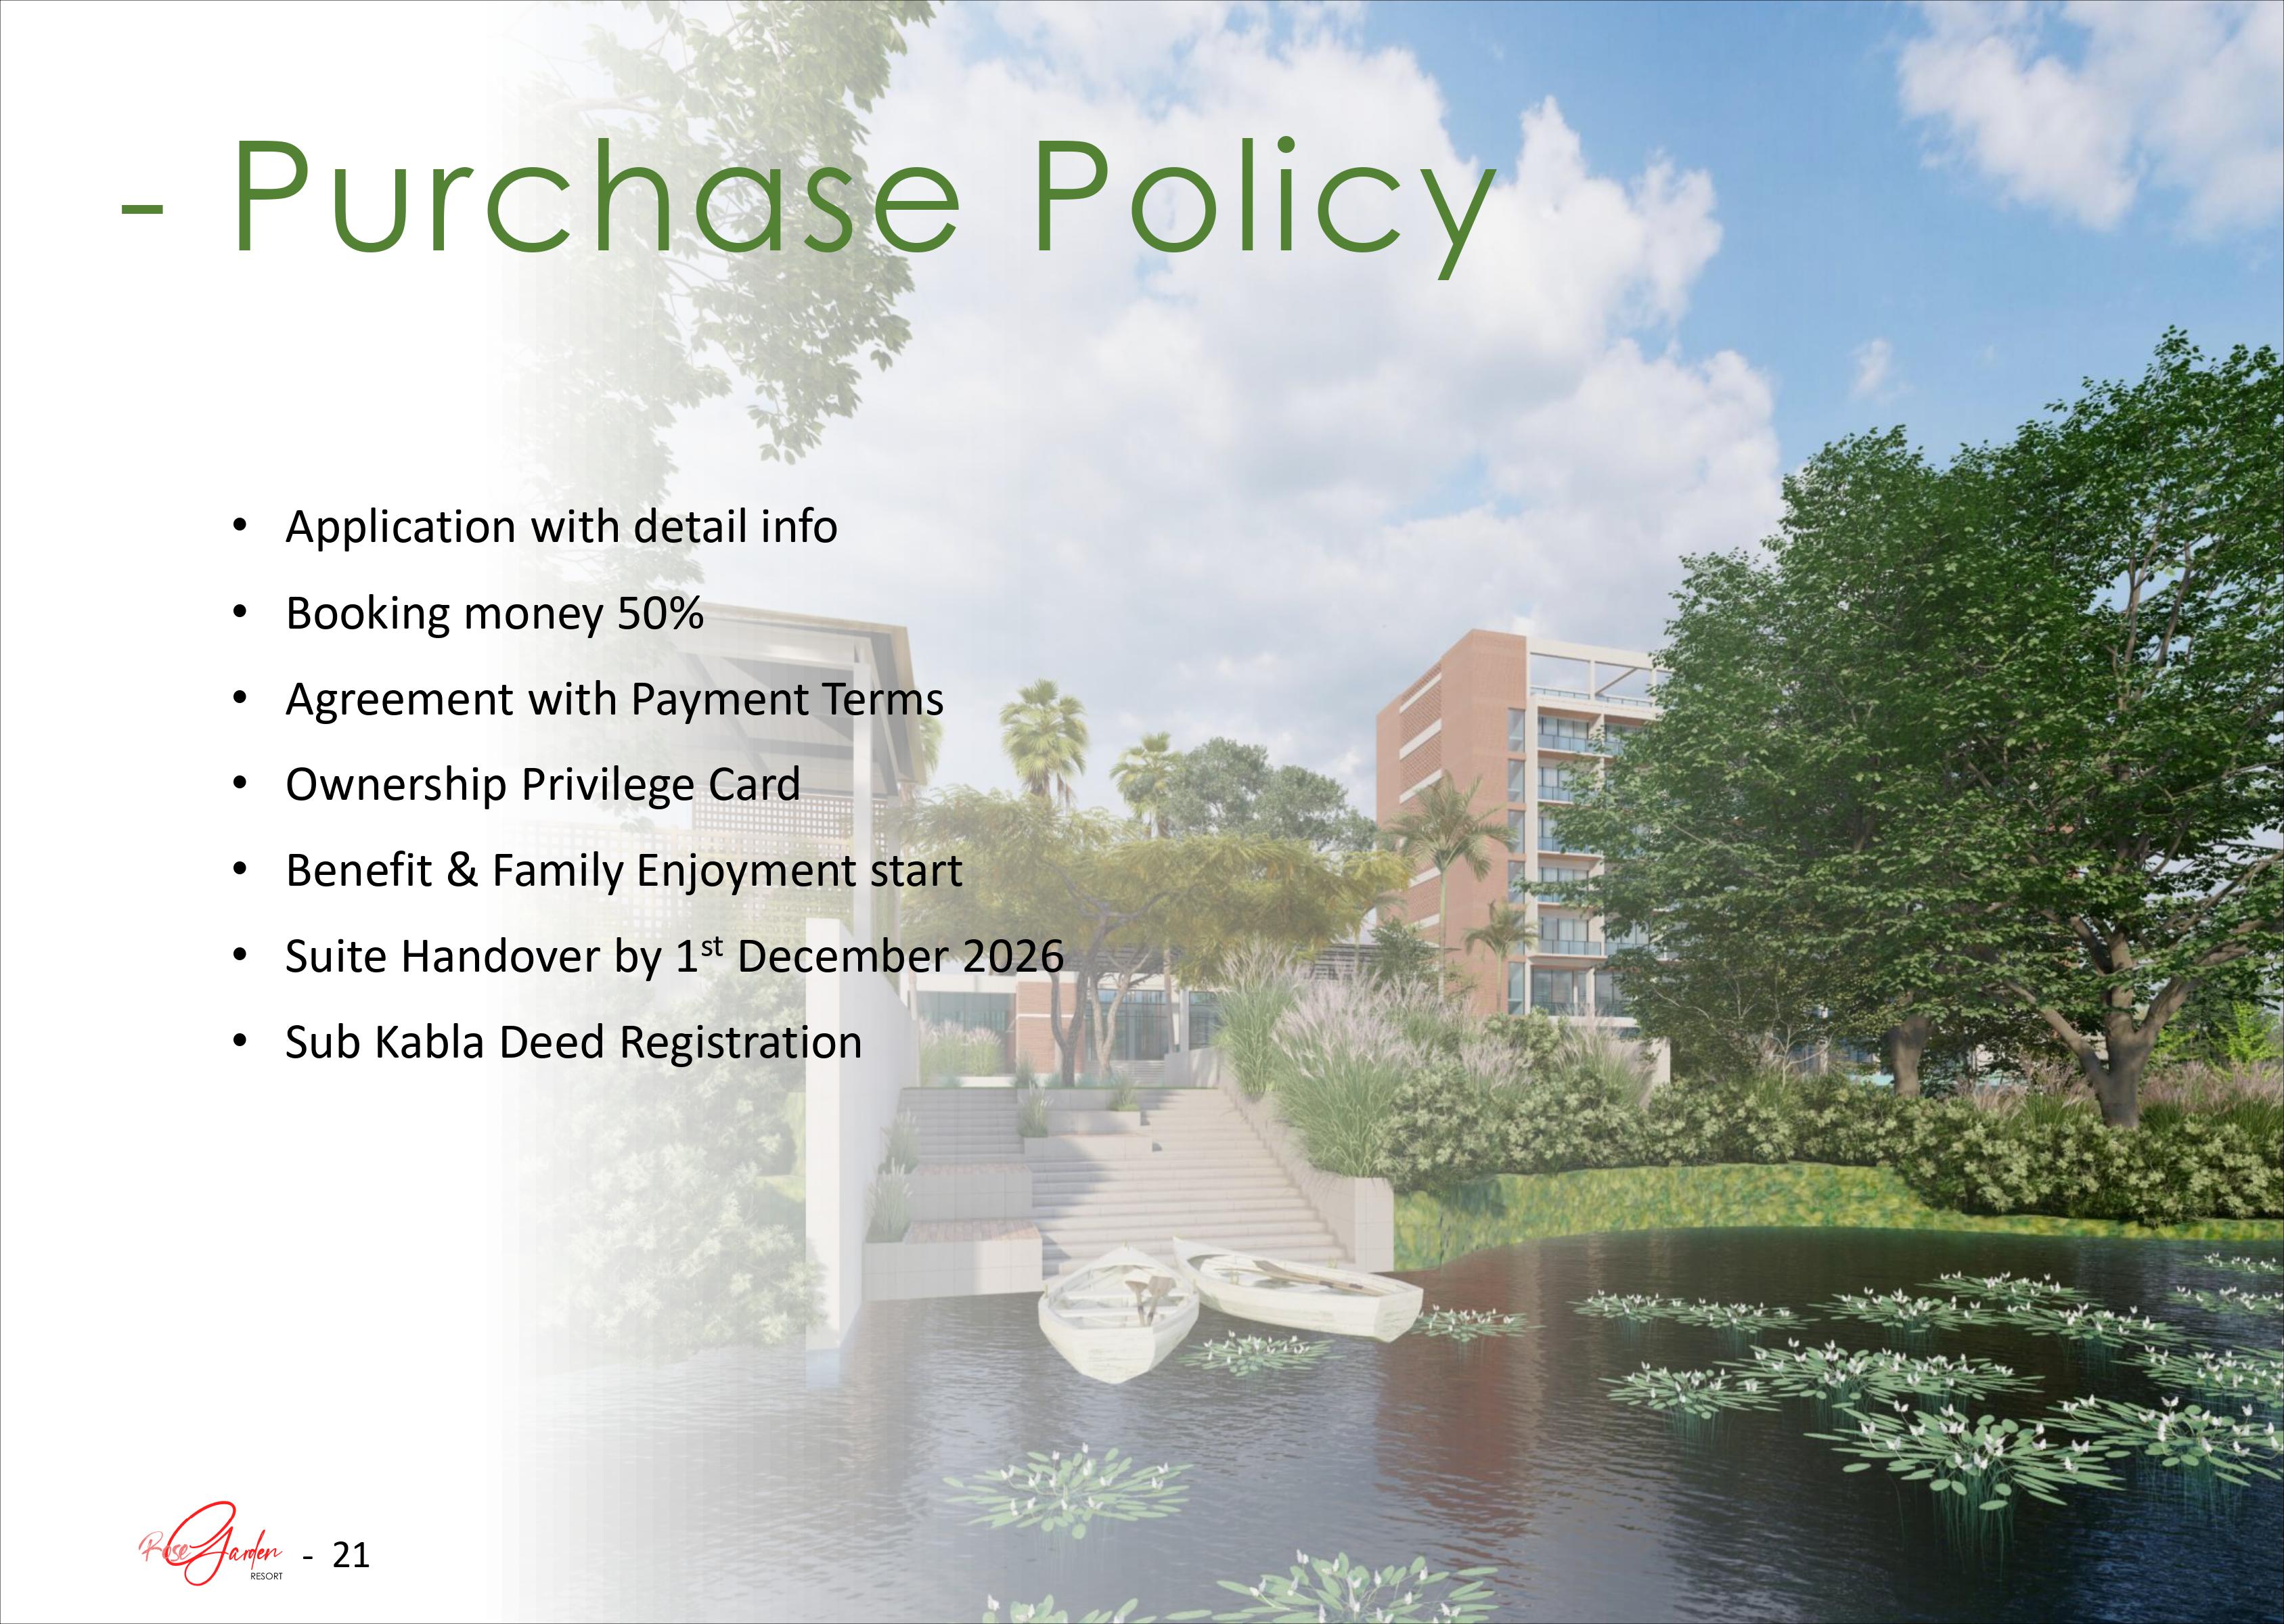 - Purchase Policy
• Application with detail info
• Booking money 50%
• Agreement with Payment Terms
• Ownership Privilege Card
• Benefit & Family Enjoyment start
• Suite Handover by 1st December 2026
• Sub Kabla Deed Registration
Rose Garden
RESORT
- 21